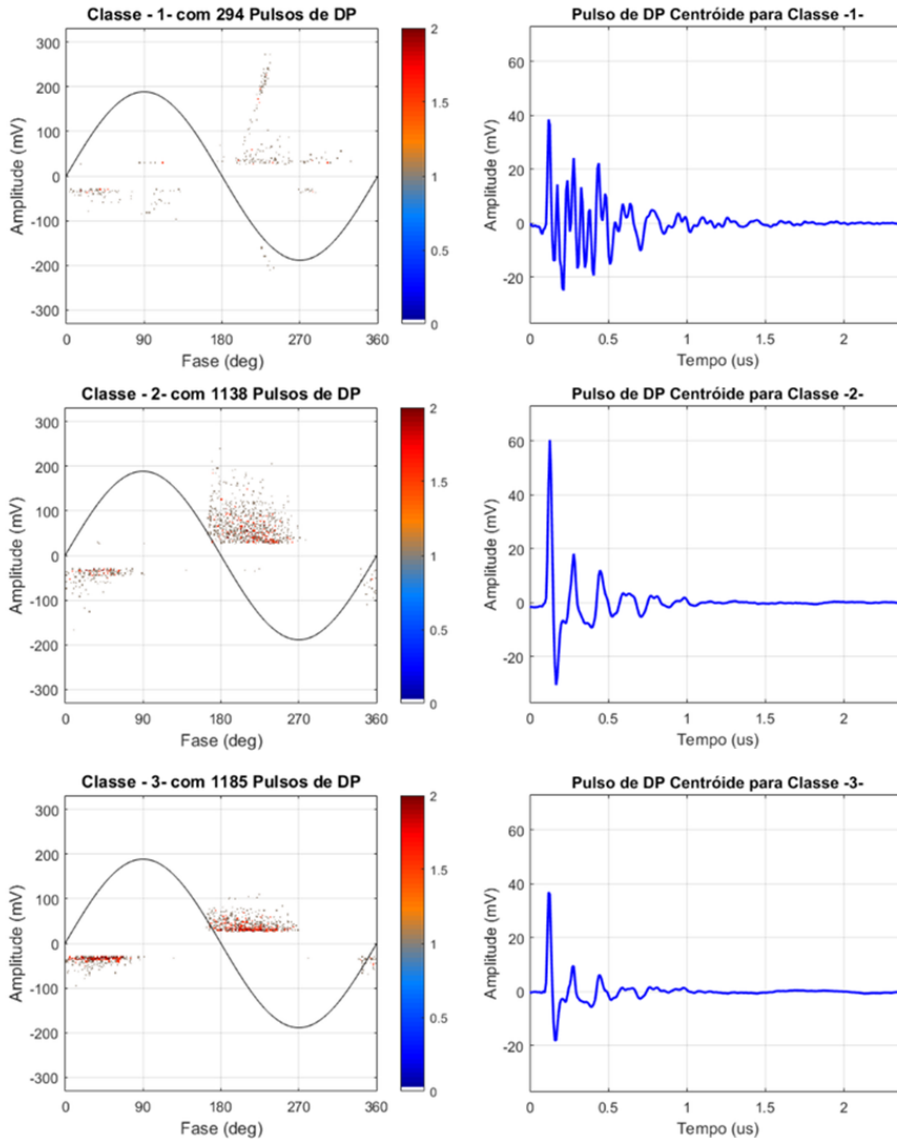 Classe - 1- com 294 Pulsos de DP
300
200
100
0
-100
-200
-300
Amplitude (mV)
0 90 180 270 360
Fase (deg)
2
1.5
1
0.5
0
Pulso de DP Centróide para Classe -1-
60
40
20
0
-20
Amplitude (mV)
0 0.5 1 1.5 2
Tempo (us)
Classe - 2- com 1138 Pulsos de DP
300
200
100
0
-100
-200
-300
Amplitude (mV)
0 90 180 270 360
Fase (deg)
2
1.5
1
0.5
0
Pulso de DP Centróide para Classe -2-
60
40
20
0
-20
Amplitude (mV)
0 0.5 1 1.5 2
Tempo (us)
Classe - 3- com 1185 Pulsos de DP
300
200
100
0
-100
-200
-300
Amplitude (mV)
0 90 180 270 360
Fase (deg)
2
1.5
1
0.5
0
Pulso de DP Centróide para Classe -3-
60
40
20
0
-20
Amplitude (mV)
0 0.5 1 1.5 2
Tempo (us)